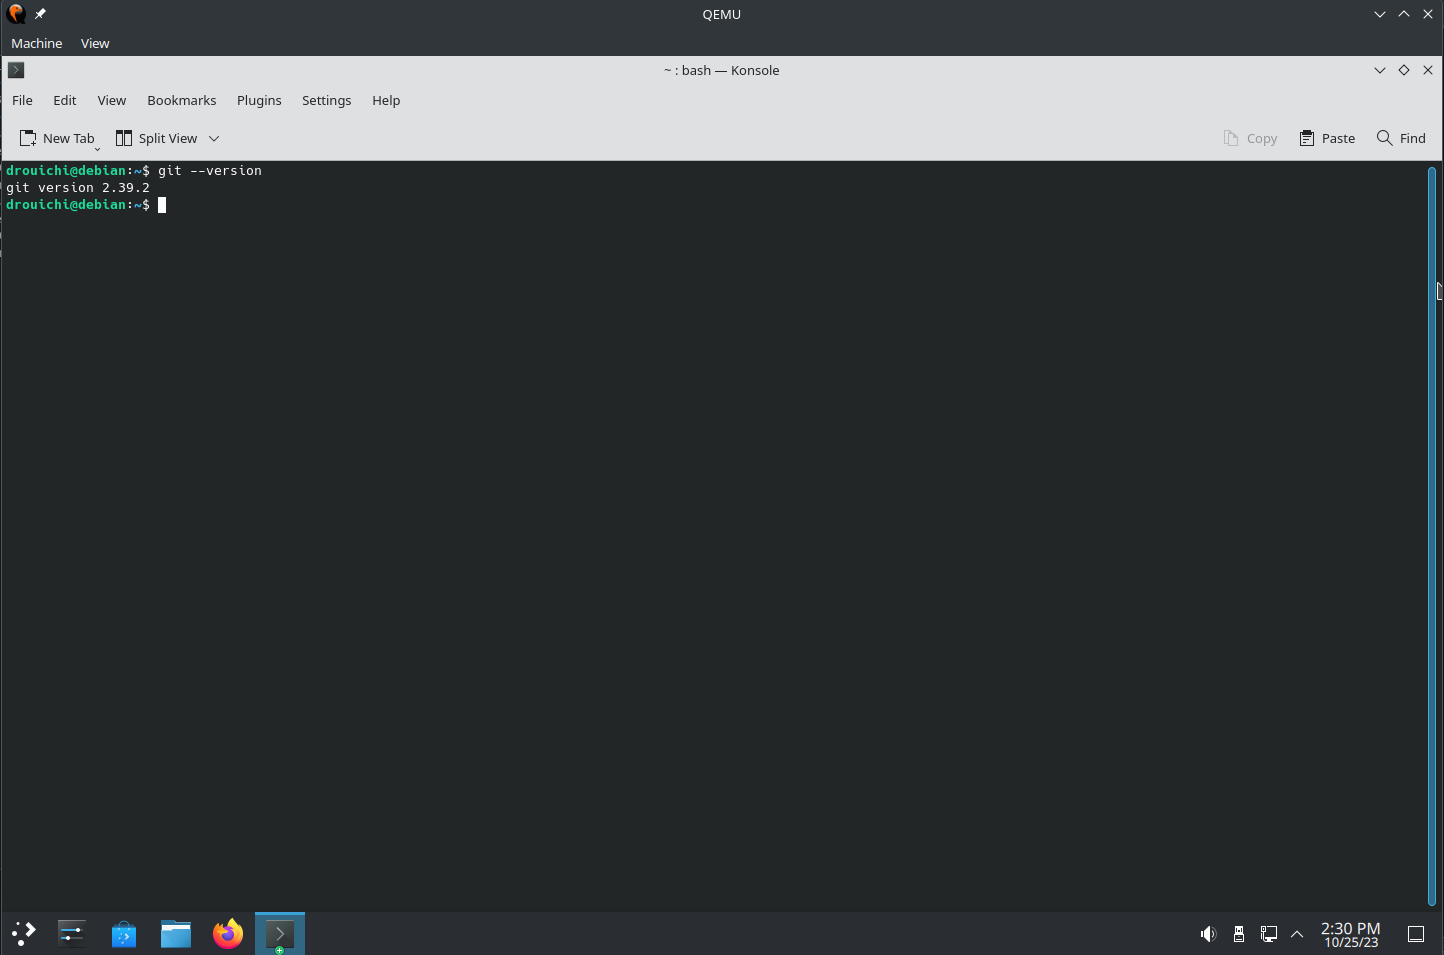 QEMU
Machine View
~ : bash — Konsole
File Edit View Bookmarks Plugins Settings Help
New Tab Split View Copy Paste Find
drouichi@debian:~$ git --version
git version 2.39.2
drouichi@debian:~$
2:30 PM
10/25/23